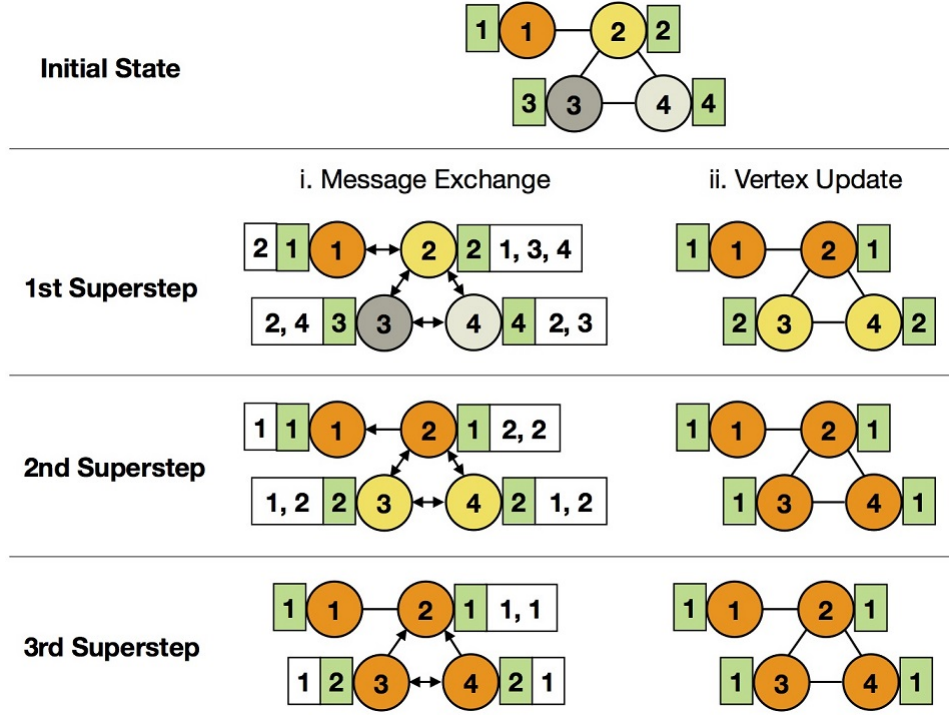 1 1 2 2
Initial State
3 3 4 4
i. Message Exchange ii. Vertex Update
2 1 1 2 2 1, 3, 4 1 1 2 1
1st Superstep
2, 4 3 3 4 4 2, 3 2 3 4 2
1 1 1 2 1 2, 2 1 1 2 1
2nd Superstep
1, 2 2 3 4 2 1, 2 1 3 4 1
1 1 2 1 1, 1 1 1 2 1
3rd Superstep
1 2 3 4 2 1 1 3 4 1